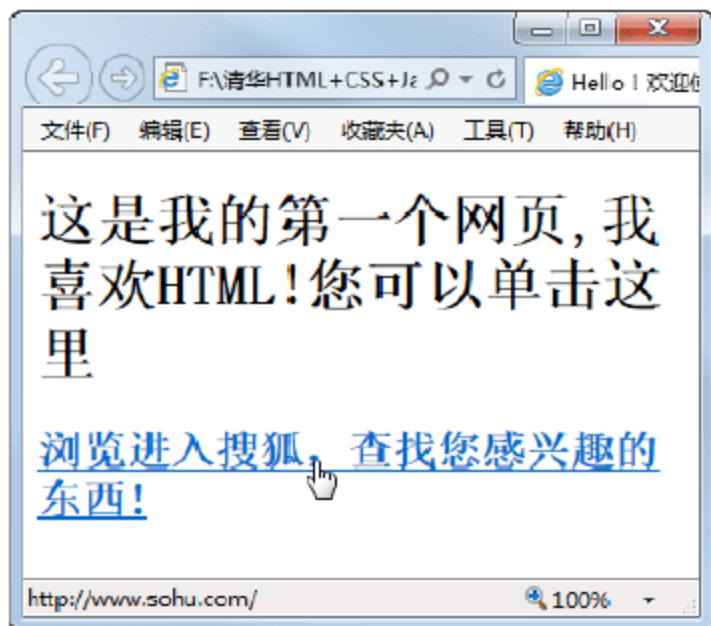 F:\清华HTML+CSS+Ja
Hello!欢迎
文件(F) 编辑(E) 查看(V) 收藏夹(A) 工具(T) 帮助(H)
这是我的第一个网页,我
喜欢HTML!您可以单击这
里
浏览进入搜狐，查找您感兴趣的
东西!
http://www.sohu.com/ 100%